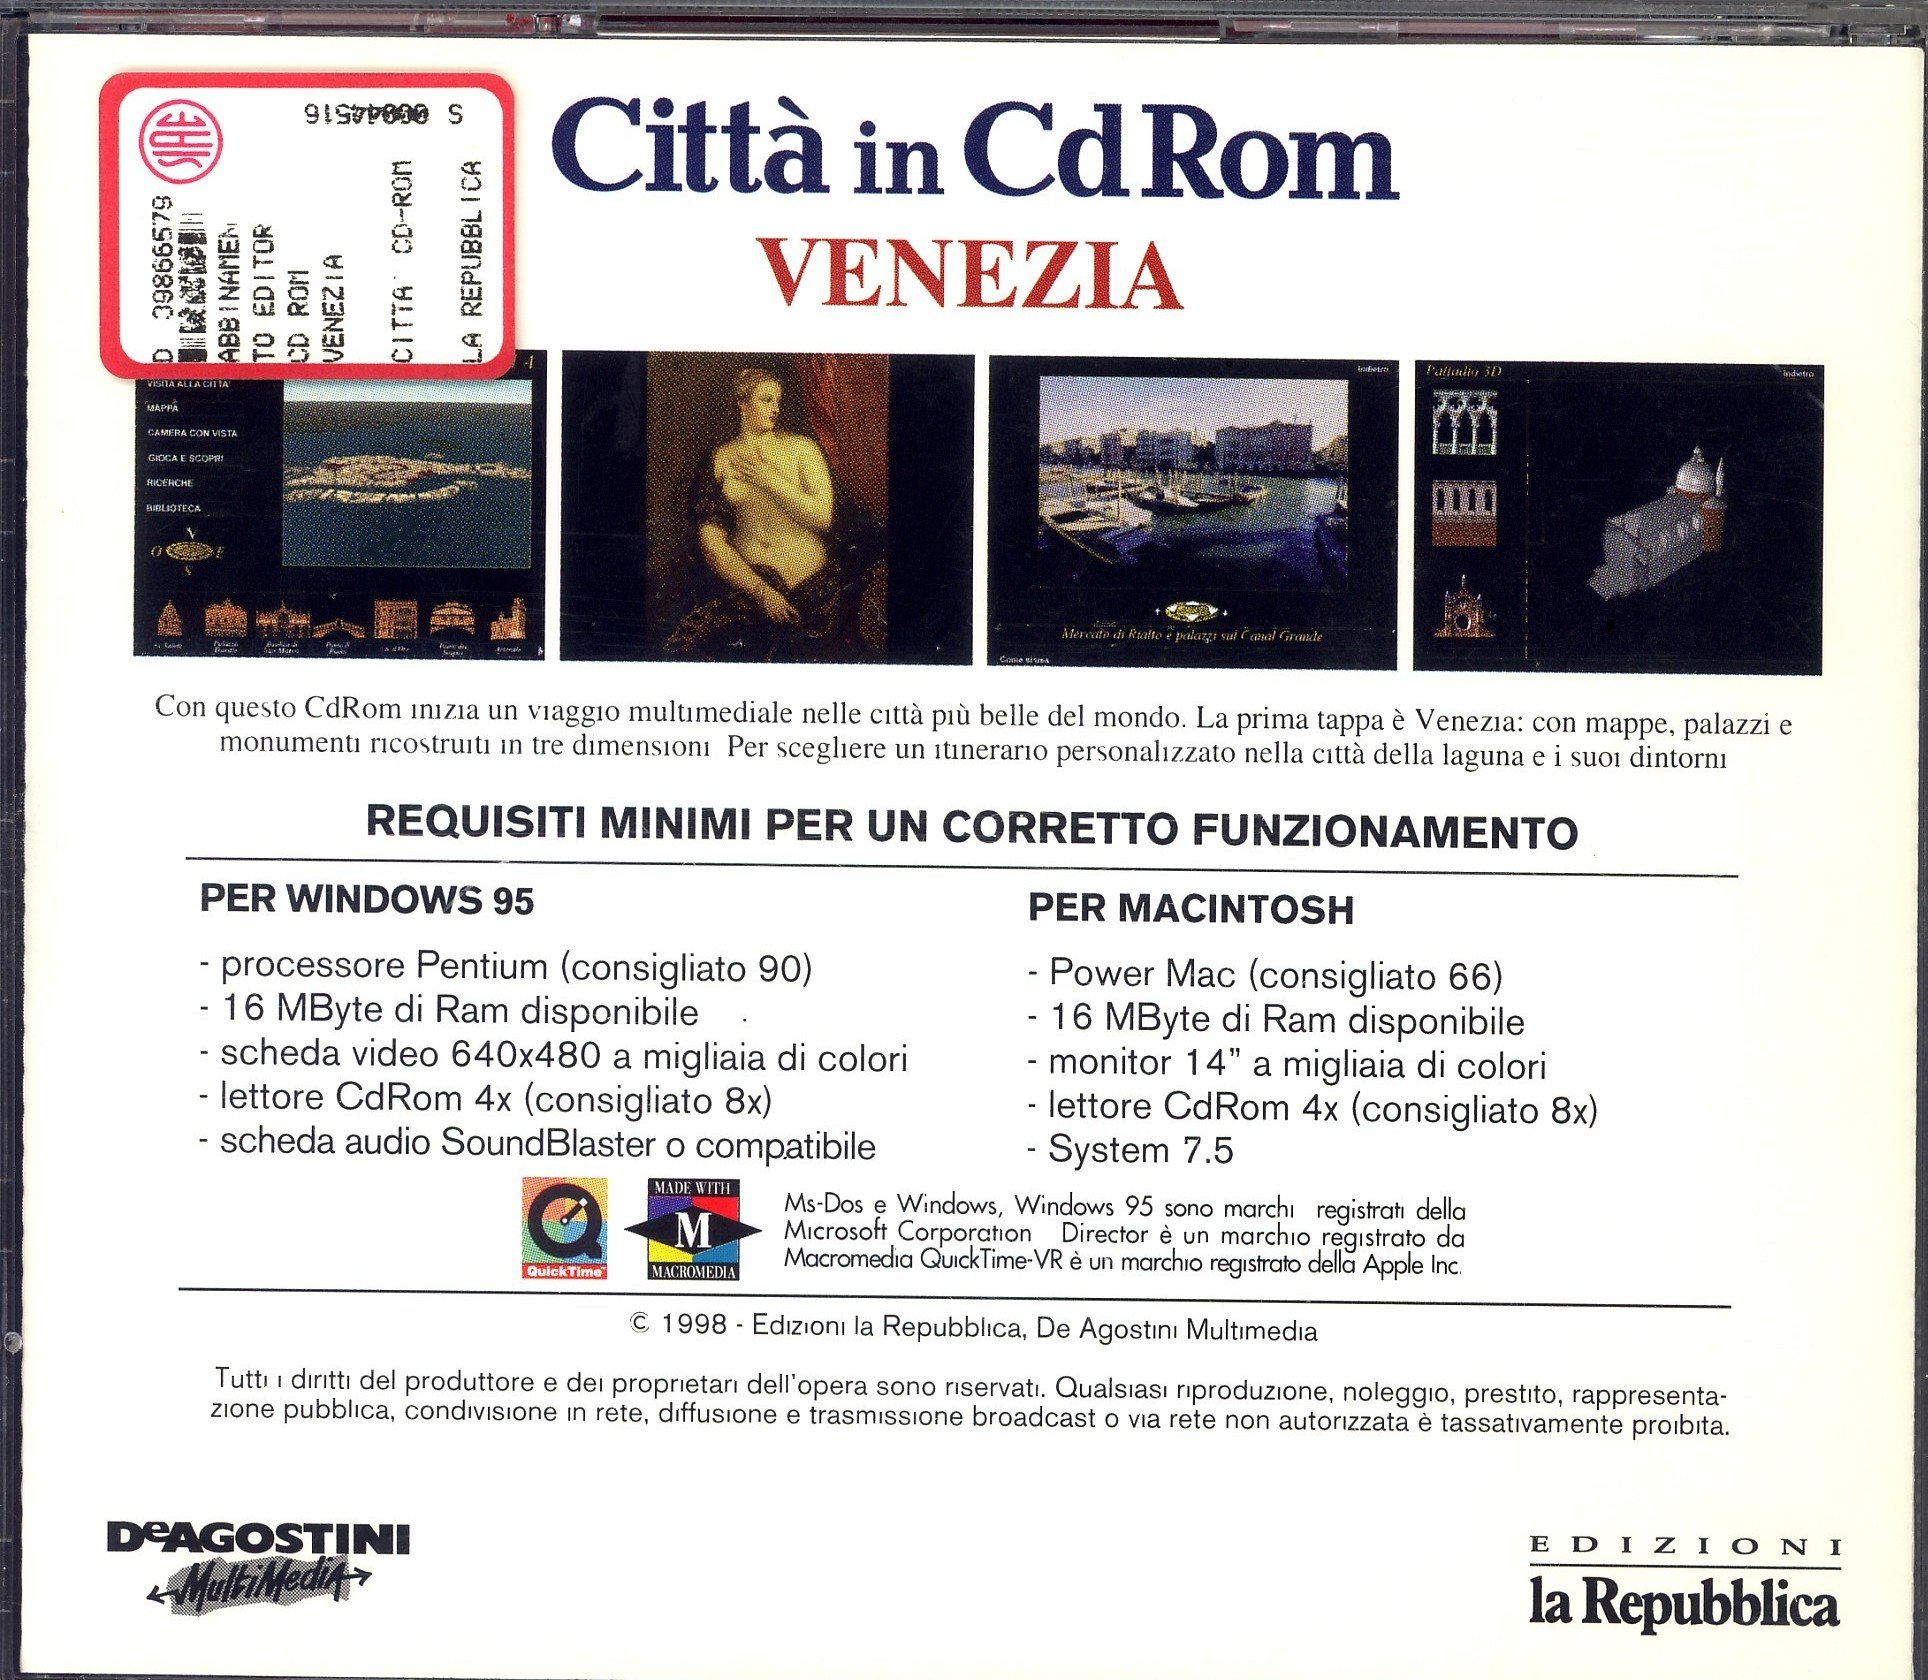 SIAE
D 39866579
ABBINAMEN
TO EDITOR
CD ROM
VENEZIA
CITTA' CD-ROM
LA REPUBBLICA
Città in CdRom
VENEZIA
VISITA ALLA CITTA'
MAPPA
CAMERA CON VISTA
GIOCA E SCOPRI
RICERCHE
BIBLIOTECA
N
O E
S
Indietro
Mercato di Rialto e palazzi sul Canal Grande
Come si usa
Palladio 3D
Indietro
Con questo CdRom inizia un viaggio multimediale nelle città più belle del mondo. La prima tappa è Venezia: con mappe, palazzi e
monumenti ricostruiti in tre dimensioni Per scegliere un itinerario personalizzato nella città della laguna e i suoi dintorni
REQUISITI MINIMI PER UN CORRETTO FUNZIONAMENTO
PER WINDOWS 95
- processore Pentium (consigliato 90)
- 16 MByte di Ram disponibile
- scheda video 640x480 a migliaia di colori
- lettore CdRom 4x (consigliato 8x)
- scheda audio SoundBlaster o compatibile
PER MACINTOSH
- Power Mac (consigliato 66)
- 16 MByte di Ram disponibile
- monitor 14” a migliaia di colori
- lettore CdRom 4x (consigliato 8x)
- System 7.5
QuickTime™
MADE WITH
M
MACROMEDIA
Ms-Dos e Windows, Windows 95 sono marchi registrati della
Microsoft Corporation Director è un marchio registrato da
Macromedia QuickTime-VR è un marchio registrato della Apple Inc.
© 1998 - Edizioni la Repubblica, De Agostini Multimedia
Tutti i diritti del produttore e dei proprietari dell'opera sono riservati. Qualsiasi riproduzione, noleggio, prestito, rappresenta-
zione pubblica, condivisione in rete, diffusione e trasmissione broadcast o via rete non autorizzata è tassativamente proibita.
DeAGOSTINI
MultiMediA
EDIZIONI
la Repubblica